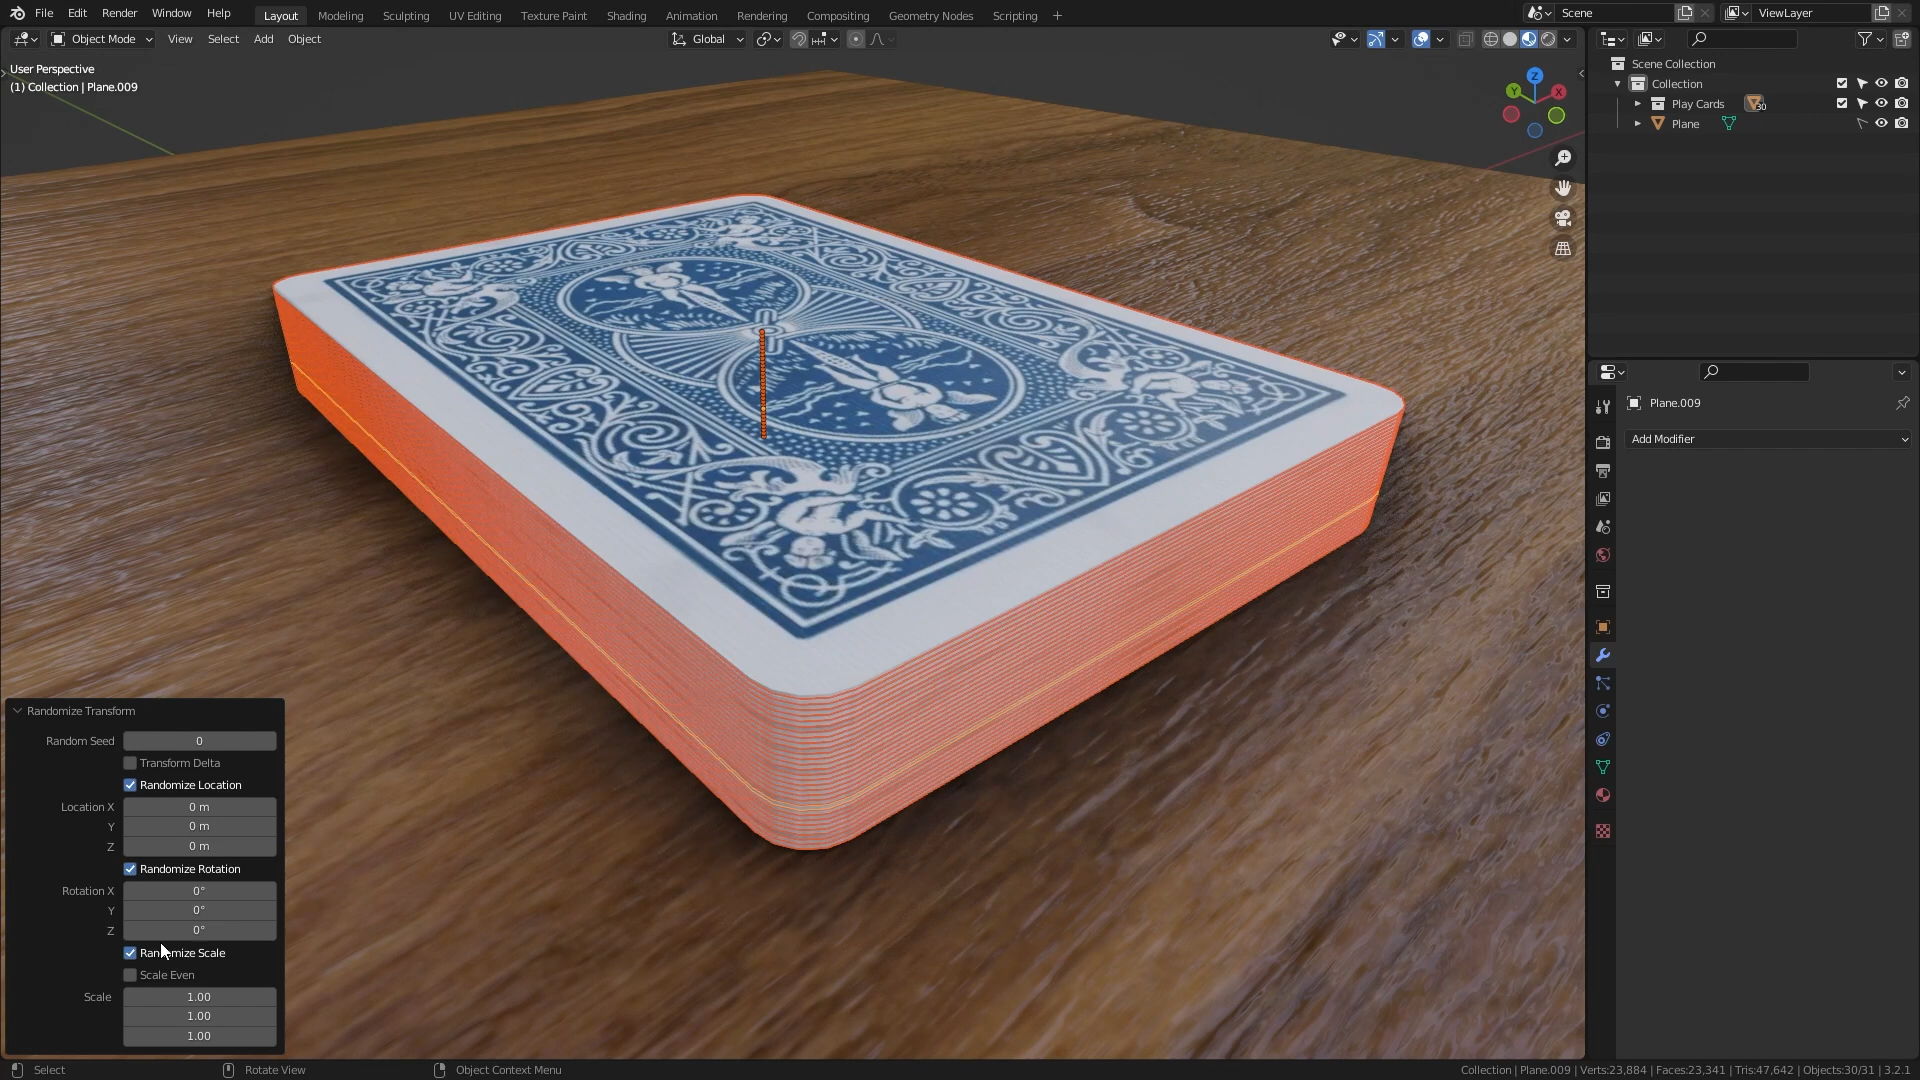 File Edit Render Window Help Layout Modeling Sculpting UV Editing Texture Paint Shading Animation Rendering Compositing Geometry Nodes Scripting + Scene ViewLayer
Object Mode View Select Add Object Global
User Perspective
(1) Collection | Plane.009
Z
Y
X
Scene Collection
Collection
Play Cards 30
Plane
Plane.009
Add Modifier
Randomize Transform
Random Seed 0
Transform Delta
Randomize Location
Location X 0 m
Y 0 m
Z 0 m
Randomize Rotation
Rotation X 0°
Y 0°
Z 0°
Randomize Scale
Scale Even
Scale 1.00
1.00
1.00
Select Rotate View Object Context Menu Collection | Plane.009 | Verts:23,884 | Faces:23,341 | Tris:47,642 | Objects:30/31 | 3.2.1